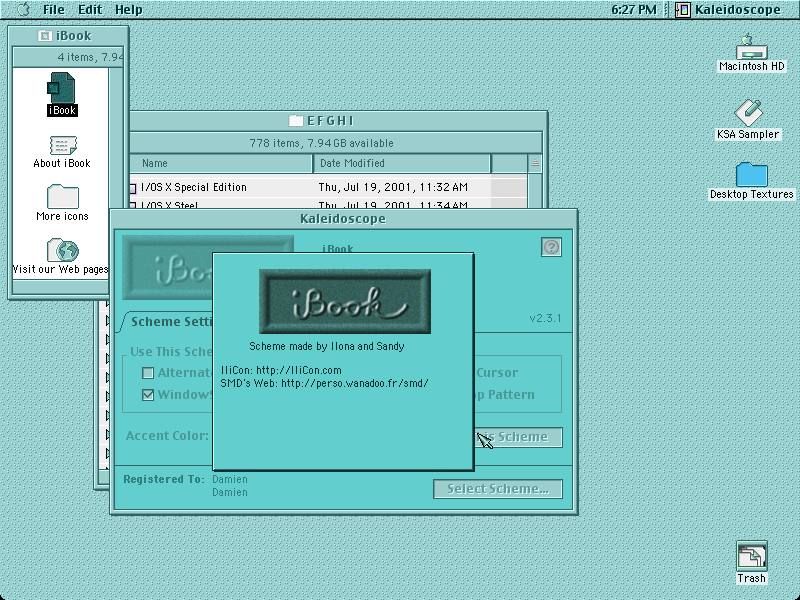 File Edit Help
6:27 PM
Kaleidoscope
iBook
4 items, 7.94
iBook
About iBook
More icons
Visit our Web pages
EFGHI
778 items, 7.94 GB available
Name
Date Modified
I/OS X Special Edition
Thu, Jul 19, 2001, 11:32 AM
I/OS X Steel
Thu, Jul 19, 2001, 11:34 AM
Kaleidoscope
iBook
iBook
?
v2.3.1
Scheme Setti
Use This Sche
Alternat
Cursor
Window
Pattern
Accent Color:
Scheme
Registered To: Damien
Damien
Select Scheme...
iBook
Scheme made by Ilona and Sandy
IliCon: http://IliCon.com
SMD's Web: http://perso.wanadoo.fr/smd/
Macintosh HD
KSA Sampler
Desktop Textures
Trash